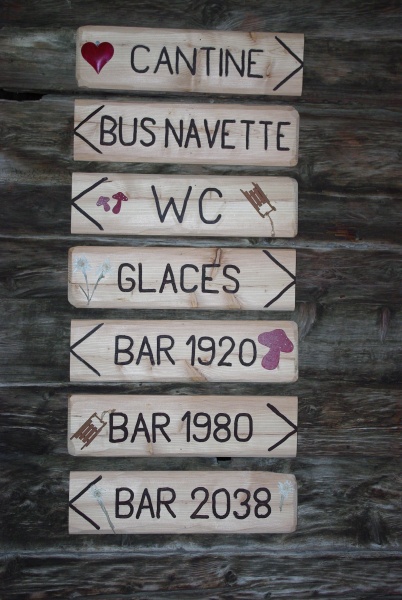 CANTINE
BUS NAVETTE
WC
GLACES
BAR 1920
BAR 1980
BAR 2038